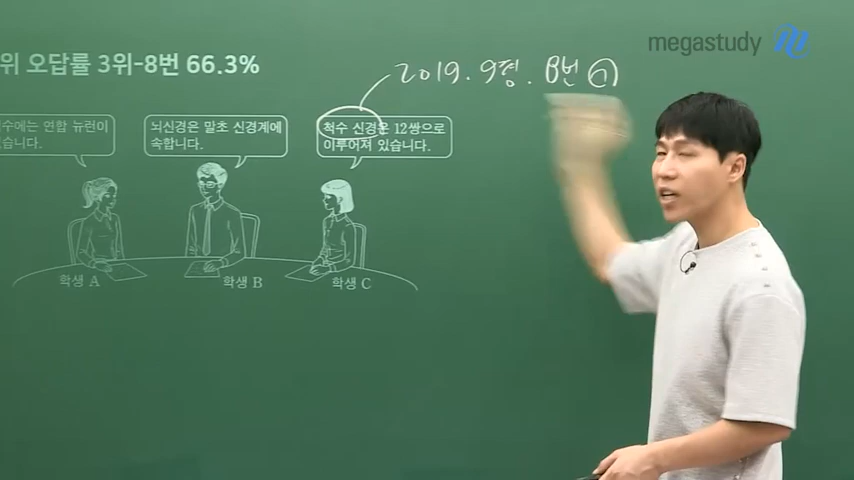 megastudy
위 오답률 3위-8번 66.3%
2019. 9평. 8번 ㉠
수에는 연합 뉴런이
있습니다.
뇌신경은 말초 신경계에
속합니다.
척수 신경은 12쌍으로
이루어져 있습니다.
학생 A
학생 B
학생 C